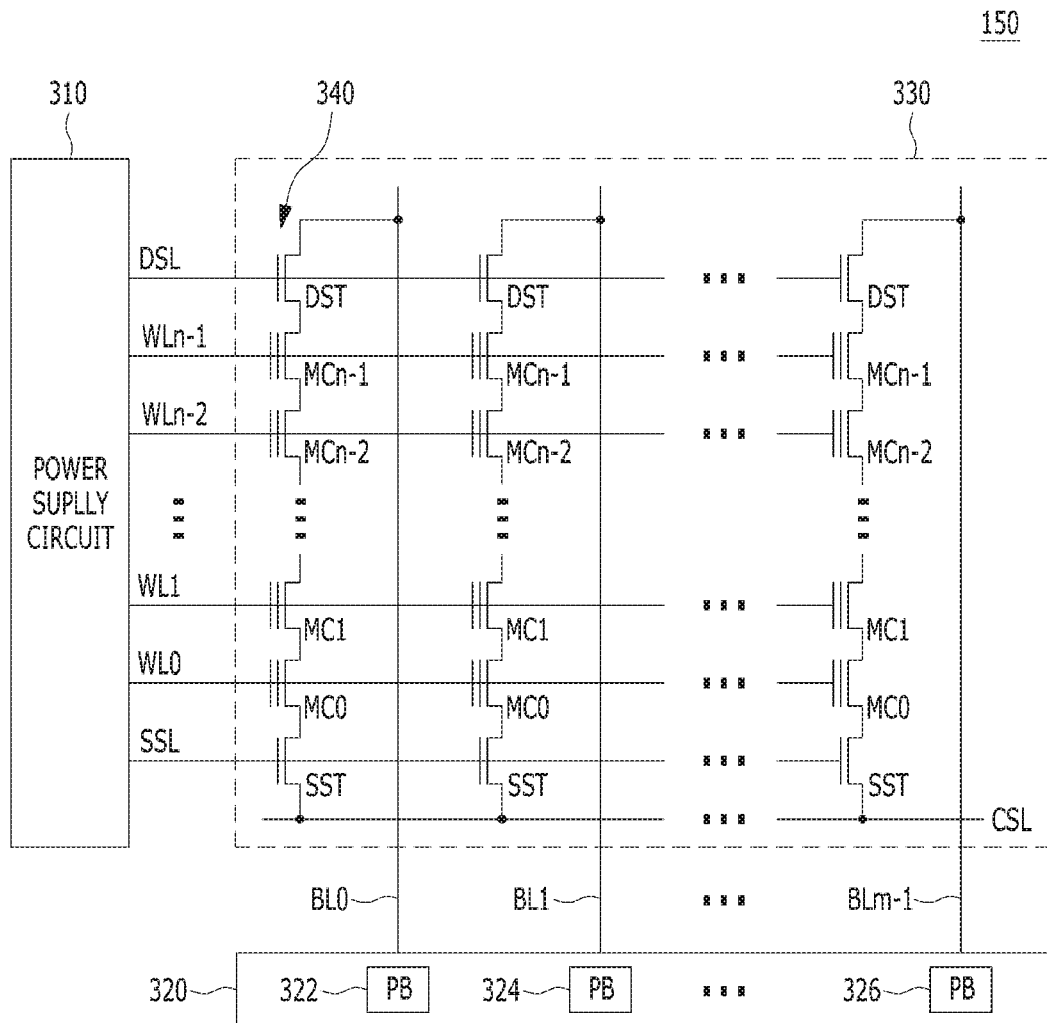 150
310
340
330
DSL
DST
DST
DST
WLn-1
MCn-1
MCn-1
MCn-1
WLn-2
MCn-2
MCn-2
MCn-2
POWER
SUPLLY
CIRCUIT
WL1
MC1
MC1
MC1
WL0
MC0
MC0
MC0
SSL
SST
SST
SST
CSL
BL0
BL1
BLm-1
320
322
PB
324
PB
326
PB